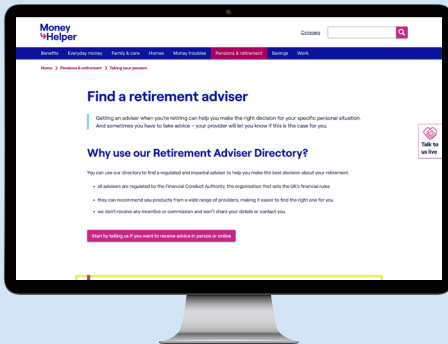 Money
Helper
Cymraeg
Benefits Everyday money Family & care Homes Money troubles Pensions & retirement Savings Work
Home > Pensions & retirement > Taking your pension
Find a retirement adviser
Getting an adviser when you're retiring can help you make the right decision for your specific personal situation.
And sometimes you have to take advice – your provider will let you know if this is the case for you.
Talk to
us live
Why use our Retirement Adviser Directory?
You can use our directory to find a regulated and impartial adviser to help you make the best decision about your retirement.
• all advisers are regulated by the Financial Conduct Authority, the organisation that sets the UK's financial rules
• they can recommend you products from a wide range of providers, making it easier to find the right one for you
• we don't receive any incentive or commission and won't share your details or contact you.
Start by telling us if you want to receive advice in person or online